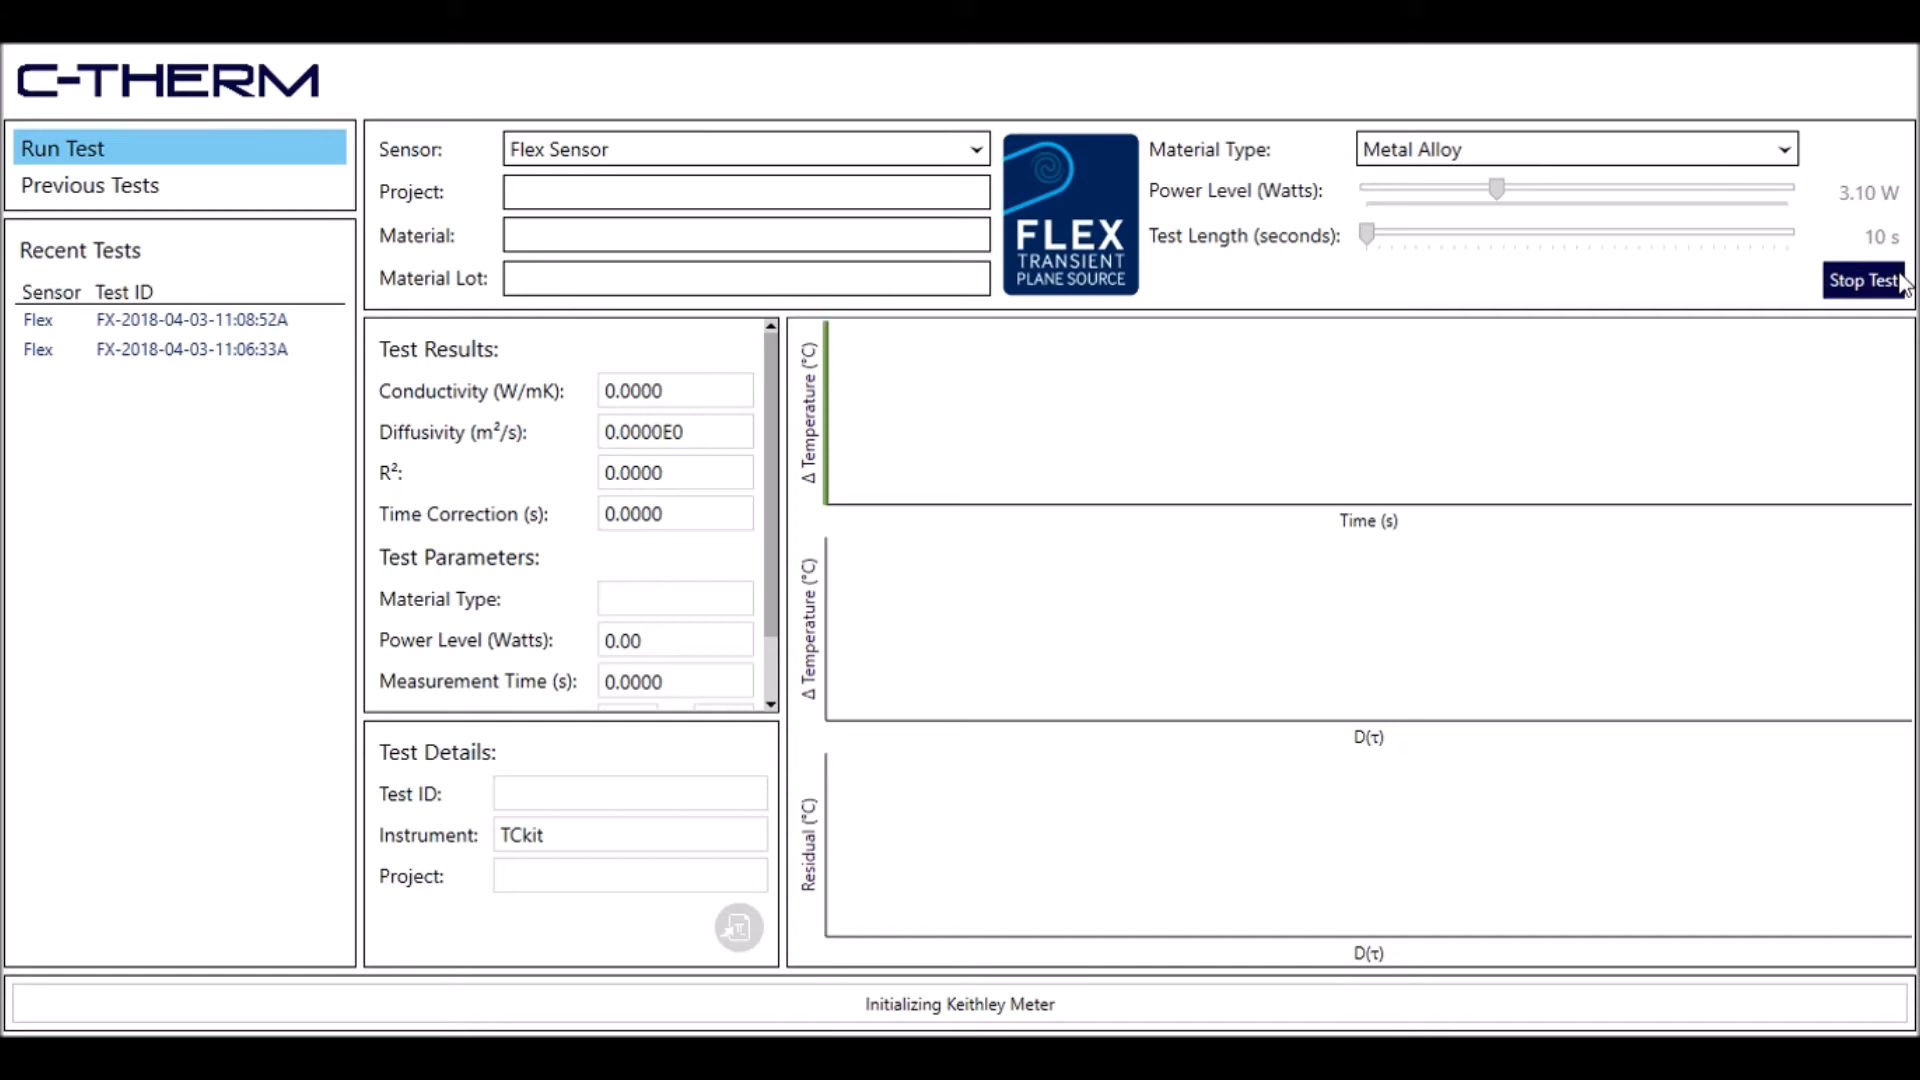 C-THERM
Run Test
Previous Tests
Recent Tests
Sensor Test ID
Flex FX-2018-04-03-11:08:52A
Flex FX-2018-04-03-11:06:33A
Sensor: Flex Sensor
Project:
Material:
Material Lot:
FLEX
TRANSIENT
PLANE SOURCE
Material Type: Metal Alloy
Power Level (Watts): 3.10 W
Test Length (seconds): 10 s
Stop Test
Test Results:
Conductivity (W/mK): 0.0000
Diffusivity (m²/s): 0.0000E0
R²: 0.0000
Time Correction (s): 0.0000
Test Parameters:
Material Type:
Power Level (Watts): 0.00
Measurement Time (s): 0.0000
Test Details:
Test ID:
Instrument: TCkit
Project:
Δ Temperature (°C)
Time (s)
Δ Temperature (°C)
D(τ)
Residual (°C)
D(τ)
Initializing Keithley Meter